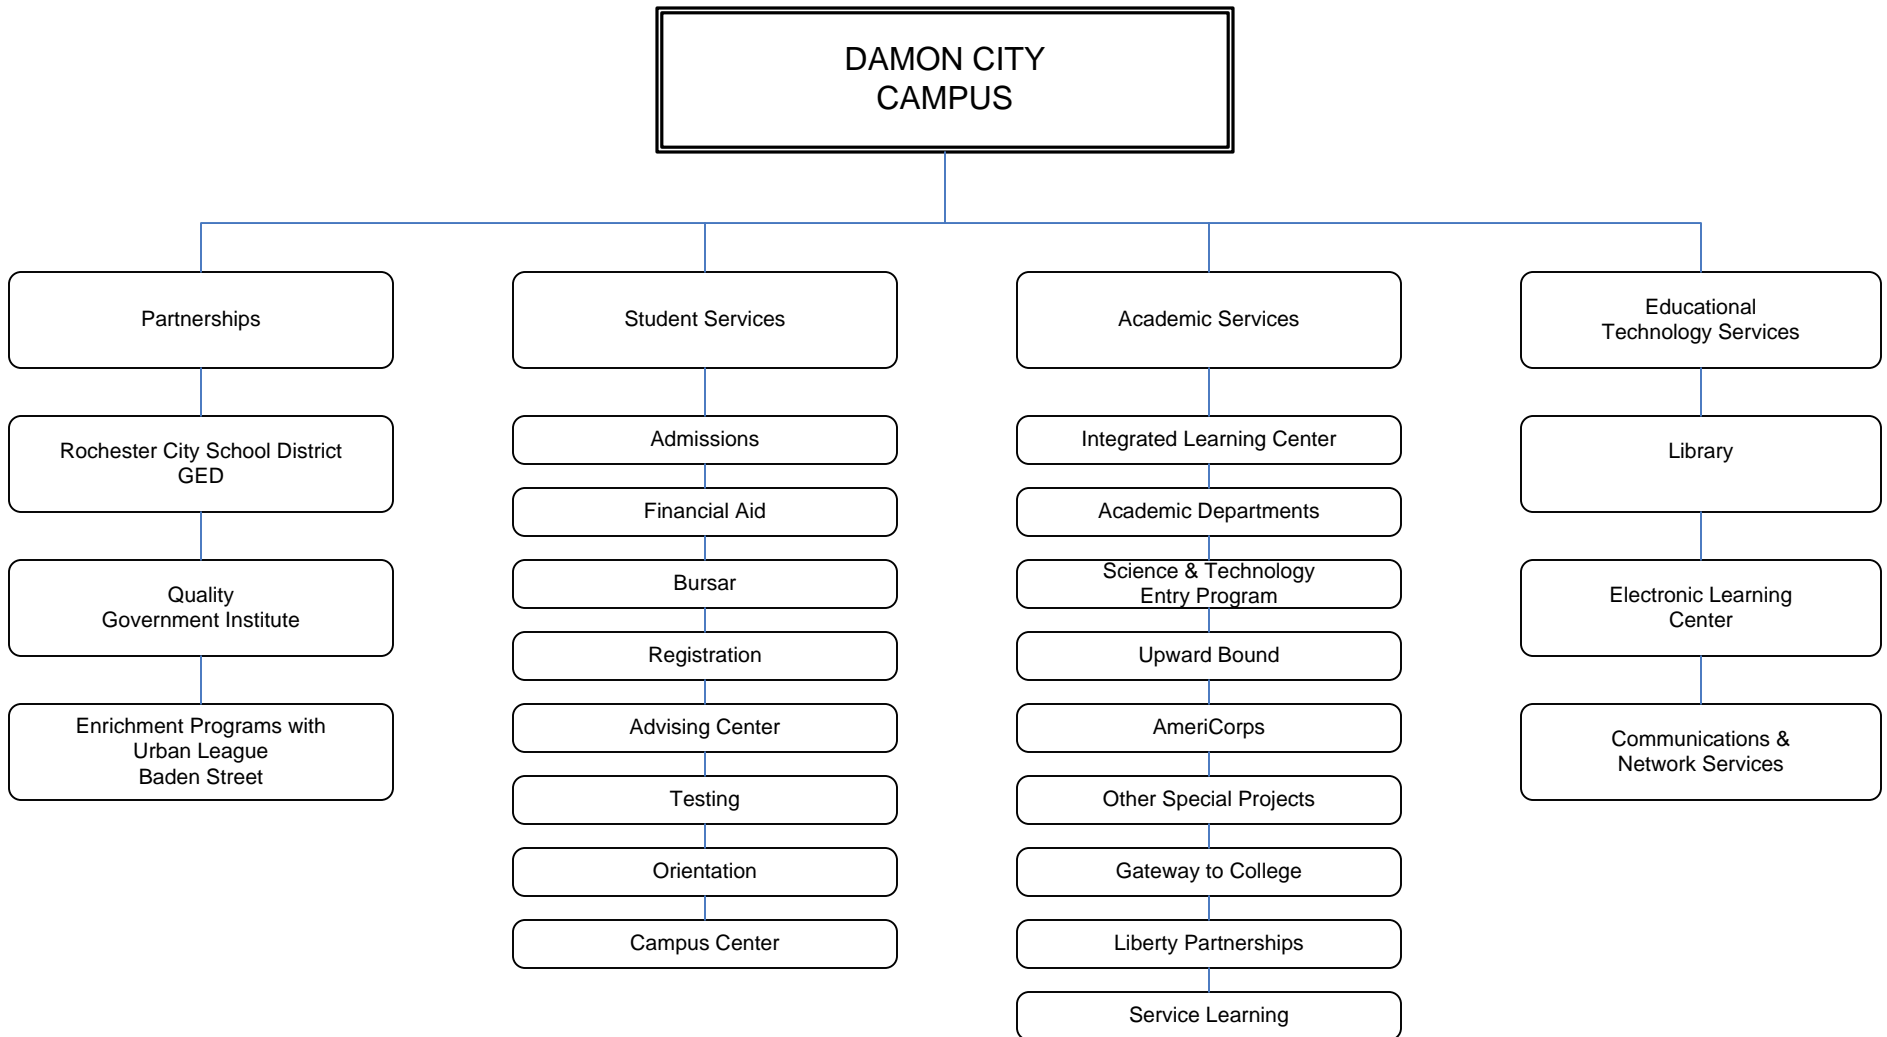 DAMON CITY
CAMPUS
Partnerships
Rochester City School District
GED
Quality
Government Institute
Enrichment Programs with
Urban League
Baden Street
Student Services
Admissions
Financial Aid
Bursar
Registration
Advising Center
Testing
Orientation
Campus Center
Academic Services
Integrated Learning Center
Academic Departments
Science & Technology
Entry Program
Upward Bound
AmeriCorps
Other Special Projects
Gateway to College
Liberty Partnerships
Service Learning
Educational
Technology Services
Library
Electronic Learning
Center
Communications &
Network Services